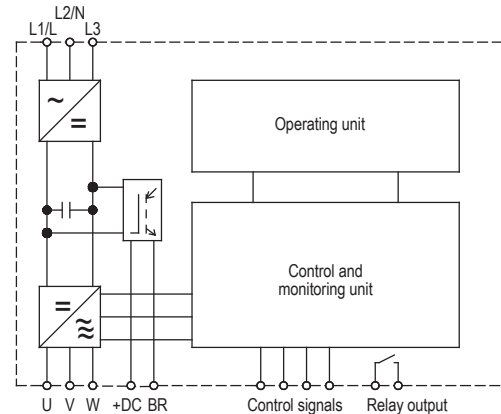 L2/N
L1/L L3
~
=
Operating unit
Control and
monitoring unit
=
≋
U V W +DC BR Control signals Relay output